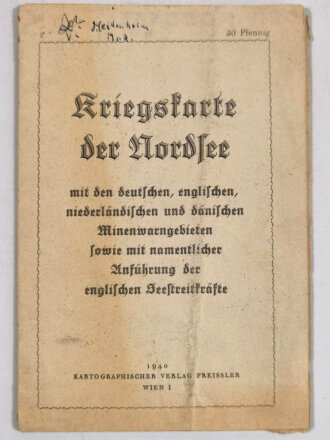 Heidenheim
30 Pfennig
Kriegskarte
der Nordsee
mit den deutschen, englischen,
niederländischen und dänischen
Minenwarngebieten
sowie mit namentlicher
Anführung der
englischen Seestreitkräfte
1940
KARTOGRAPHISCHER VERLAG FREISSLER
WIEN I